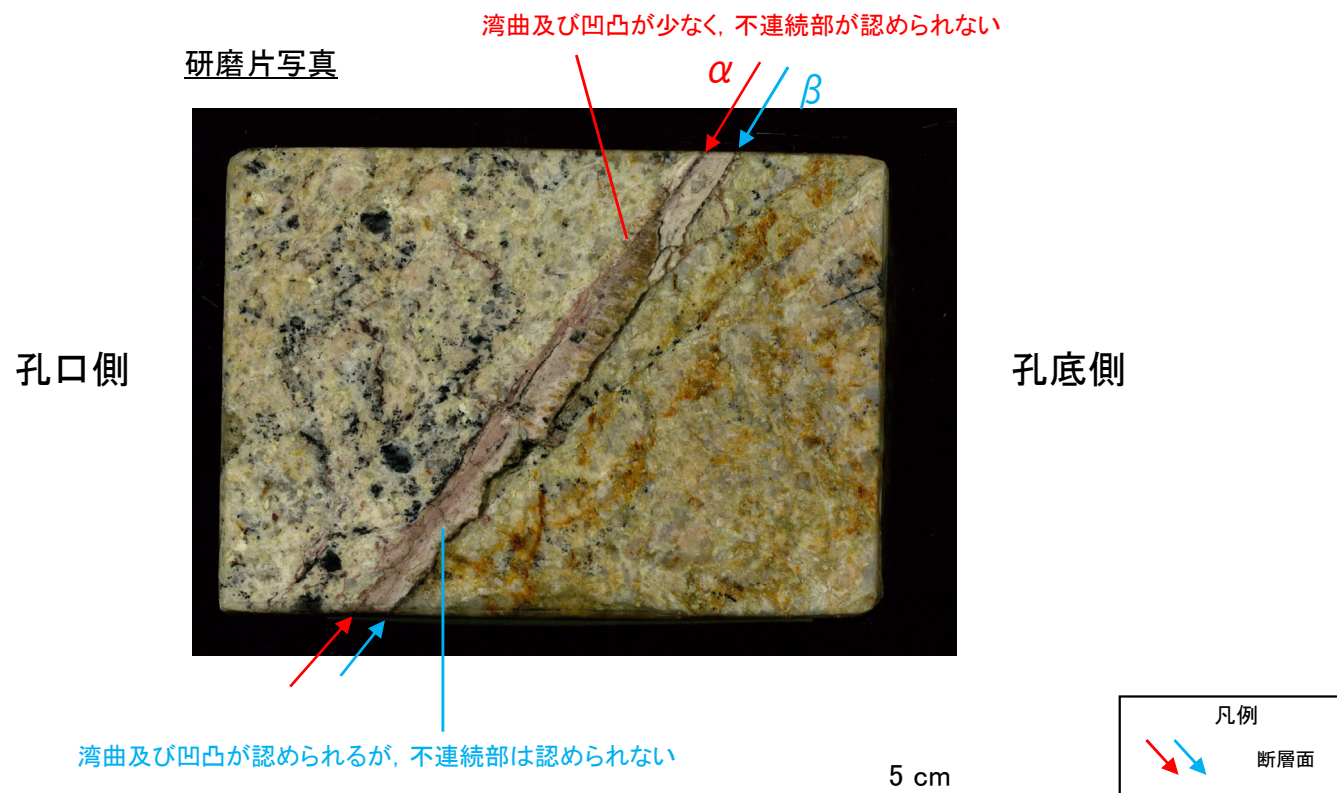 湾曲及び凹凸が少なく, 不連続部が認められない
研磨片写真
α
β
孔口側
孔底側
湾曲及び凹凸が認められるが, 不連続部は認められない
凡例
断層面
5 cm